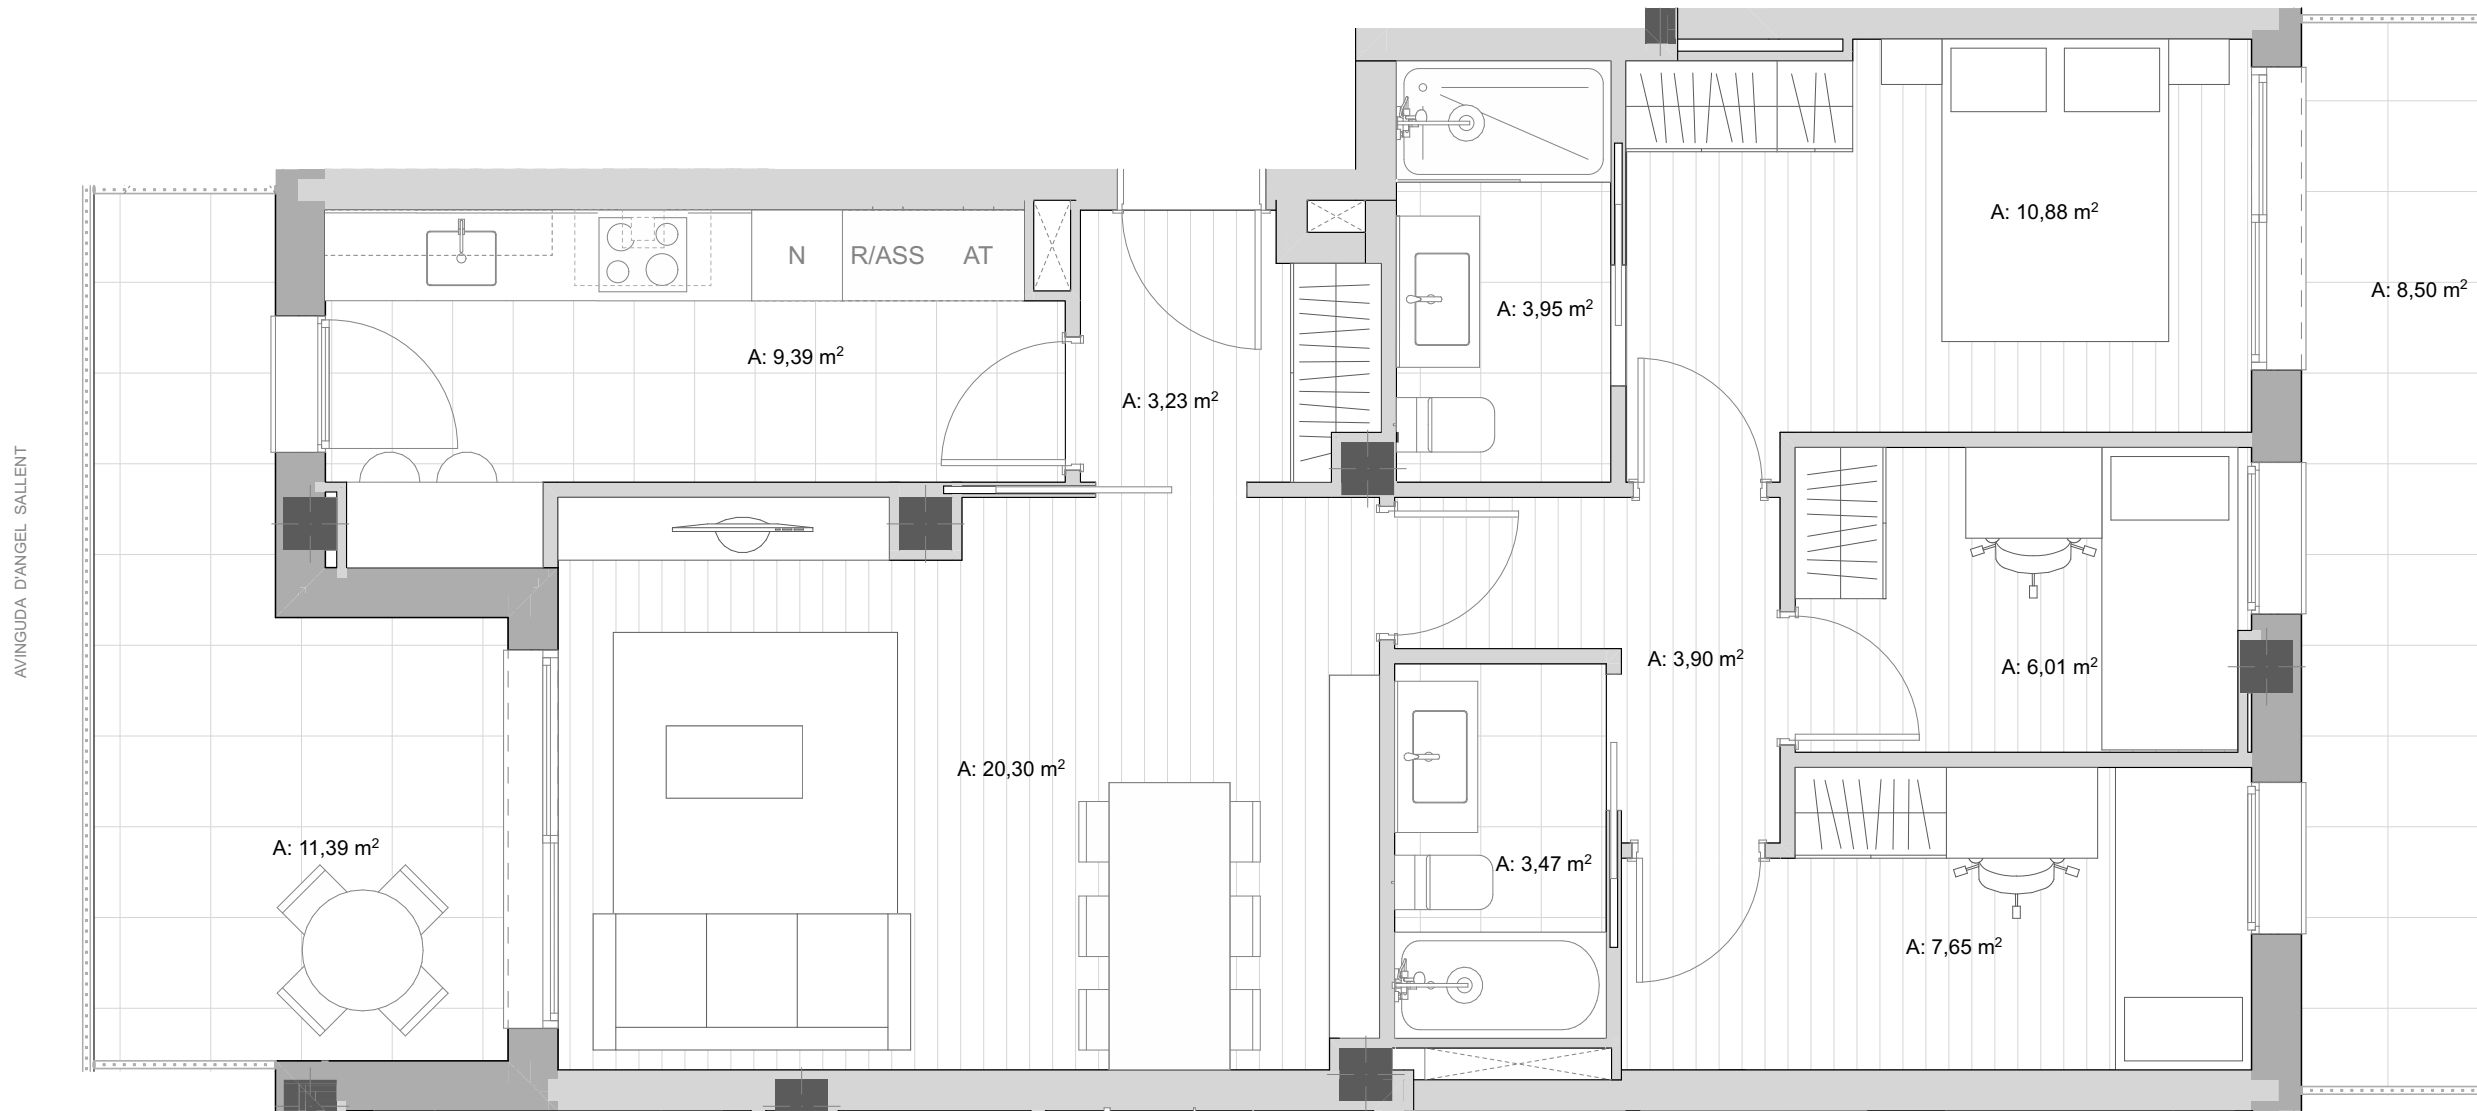 AVINGUDA D'ANGEL SALLENT
N
R/ASS
AT
A: 10,88 m²
A: 8,50 m²
A: 3,95 m²
A: 9,39 m²
A: 3,23 m²
A: 3,90 m²
A: 6,01 m²
A: 20,30 m²
A: 11,39 m²
A: 3,47 m²
A: 7,65 m²